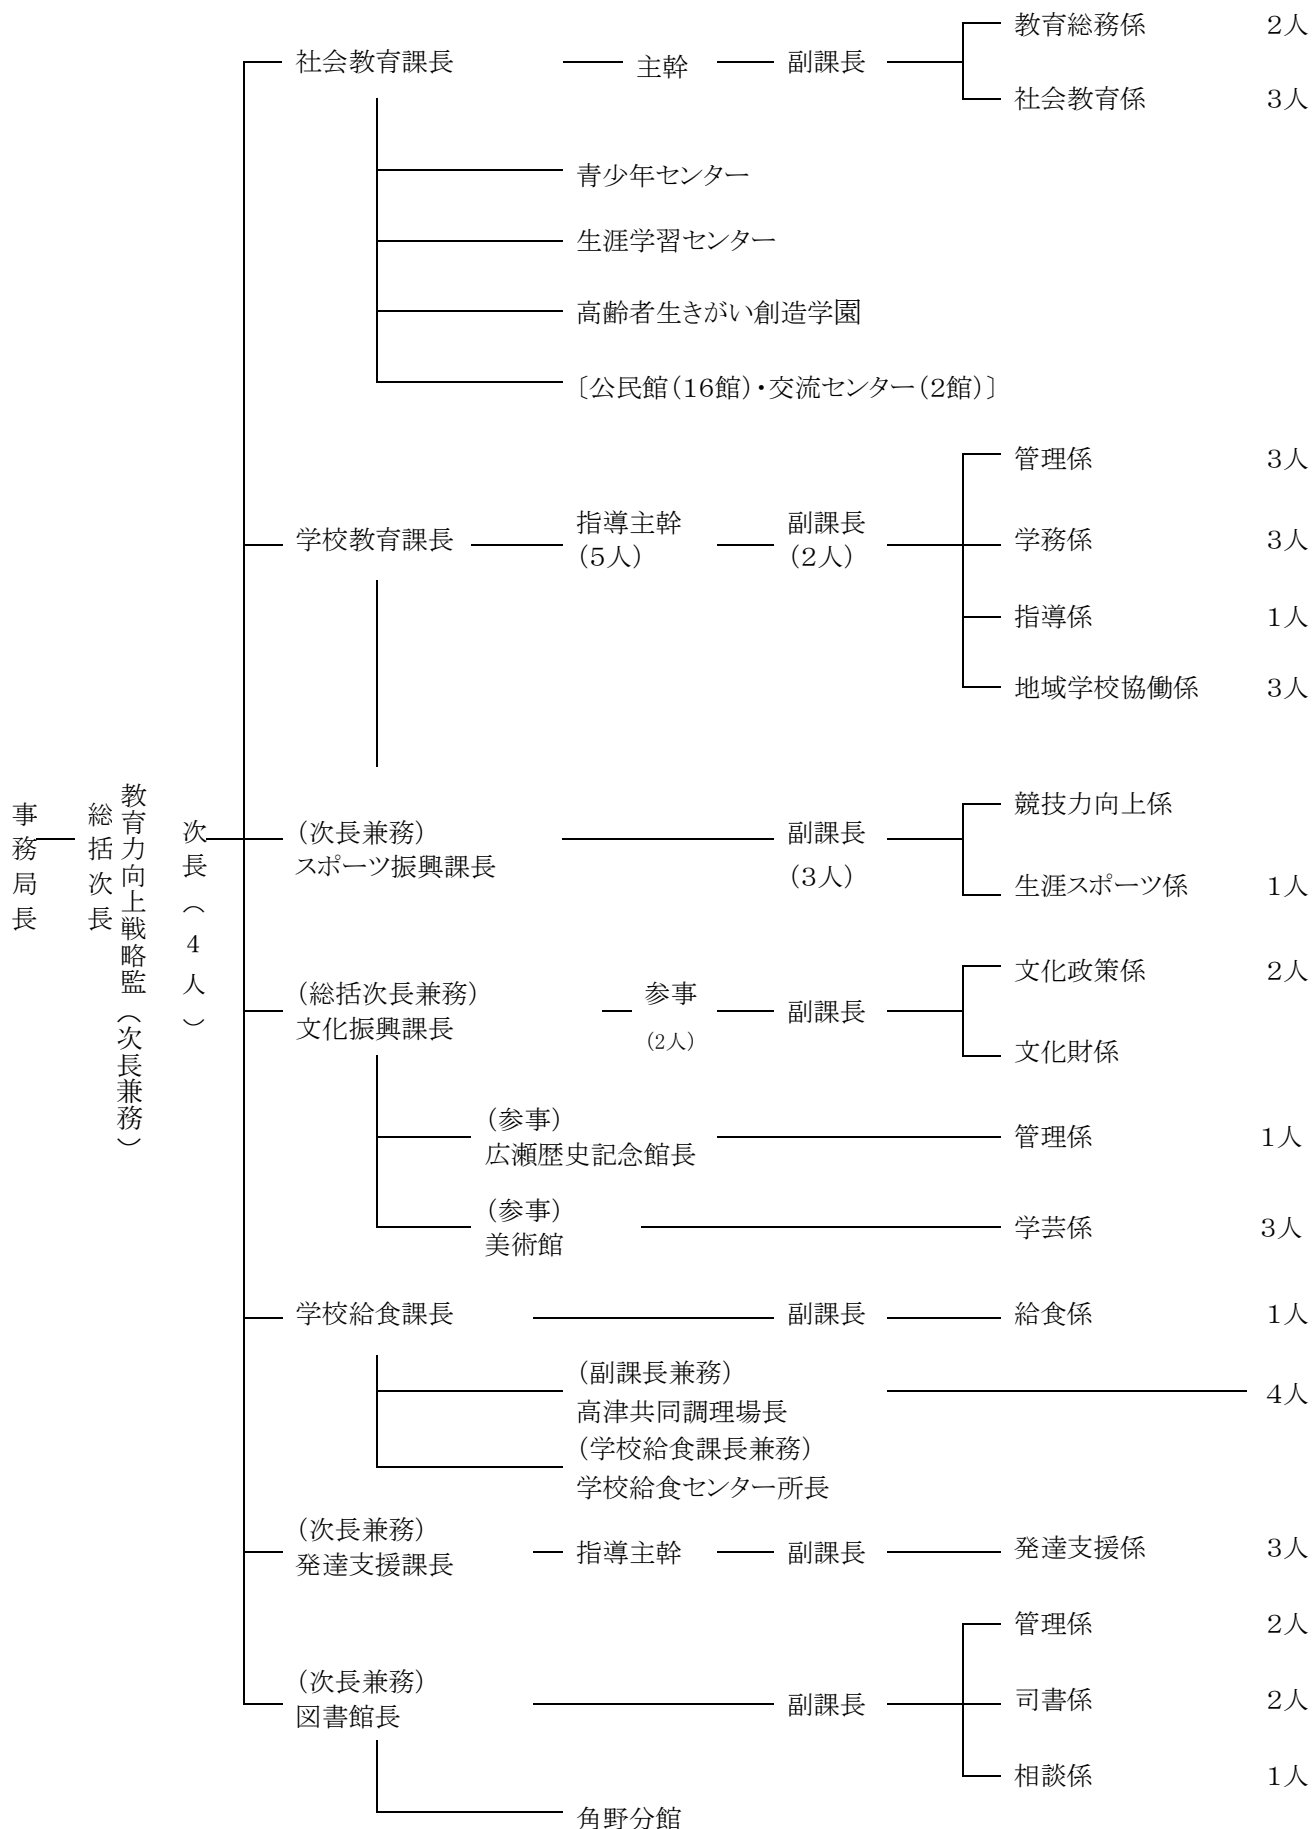 事務局長
総括次長
教育力向上戦略監(次長兼務)
次長(4人)
社会教育課長 主幹 副課長
教育総務係 2人
社会教育係 3人
青少年センター
生涯学習センター
高齢者生きがい創造学園
〔公民館(16館)・交流センター(2館)〕
学校教育課長
指導主幹
(5人)
副課長
(2人)
管理係 3人
学務係 3人
指導係 1人
地域学校協働係 3人
(次長兼務)
スポーツ振興課長
副課長
(3人)
競技力向上係
生涯スポーツ係 1人
(総括次長兼務)
文化振興課長
参事
(2人)
副課長
文化政策係 2人
文化財係
(参事)
広瀬歴史記念館長
管理係 1人
(参事)
美術館
学芸係 3人
学校給食課長 副課長 給食係 1人
(副課長兼務)
高津共同調理場長
4人
(学校給食課長兼務)
学校給食センター所長
(次長兼務)
発達支援課長
指導主幹 副課長 発達支援係 3人
(次長兼務)
図書館長
副課長
管理係 2人
司書係 2人
相談係 1人
角野分館